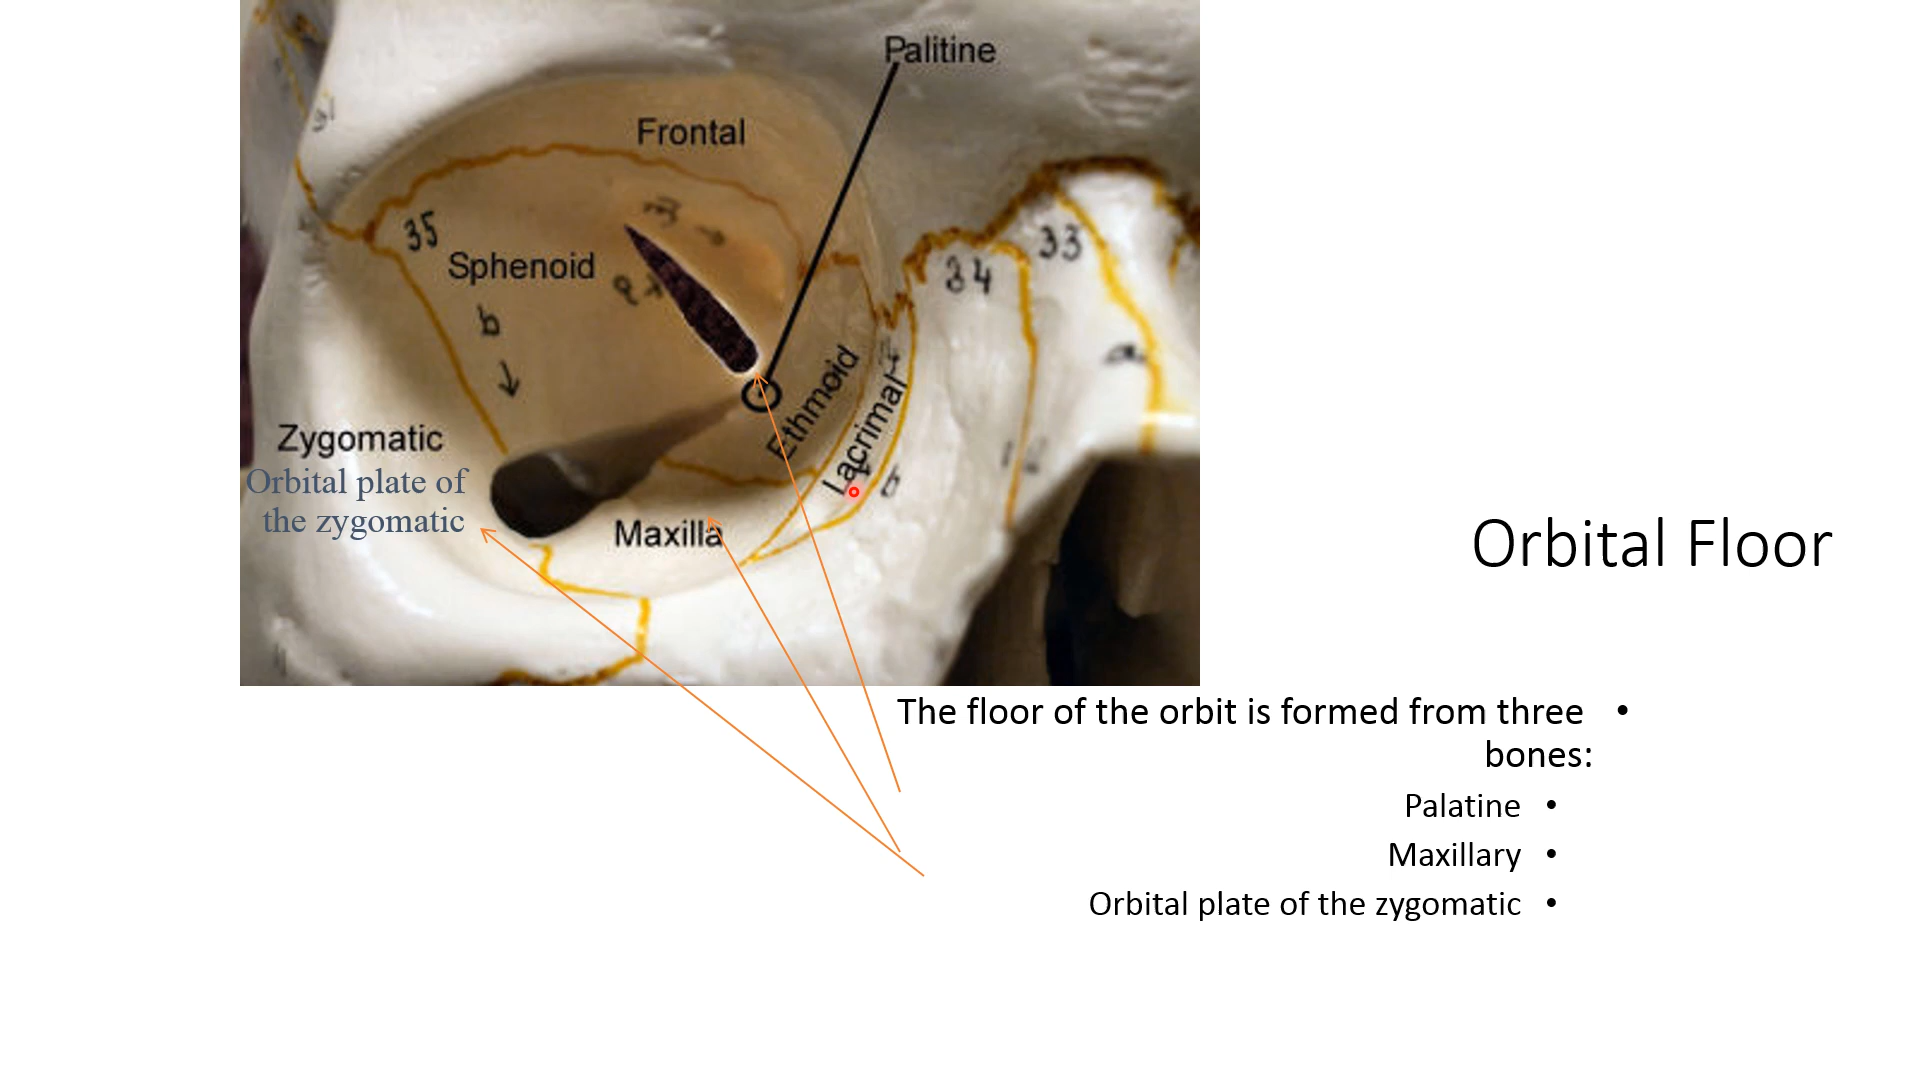 Palitine
Frontal
35
Sphenoid
33
34
b
a
Ethmoid
Lacrimal
Zygomatic
Orbital plate of
the zygomatic
Maxilla
Orbital Floor
The floor of the orbit is formed from three •
bones:
Palatine •
Maxillary •
Orbital plate of the zygomatic •